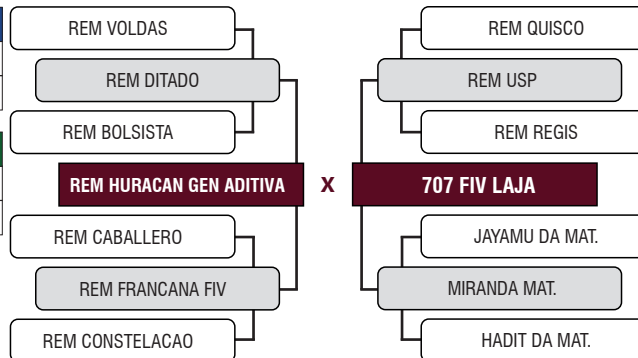 REM VOLDAS
REM DITADO
REM BOLSISTA
REM HURACAN GEN ADITIVA
REM CABALLERO
REM FRANCANA FIV
REM CONSTELACAO
X
REM QUISCO
REM USP
REM REGIS
707 FIV LAJA
JAYAMU DA MAT.
MIRANDA MAT.
HADIT DA MAT.